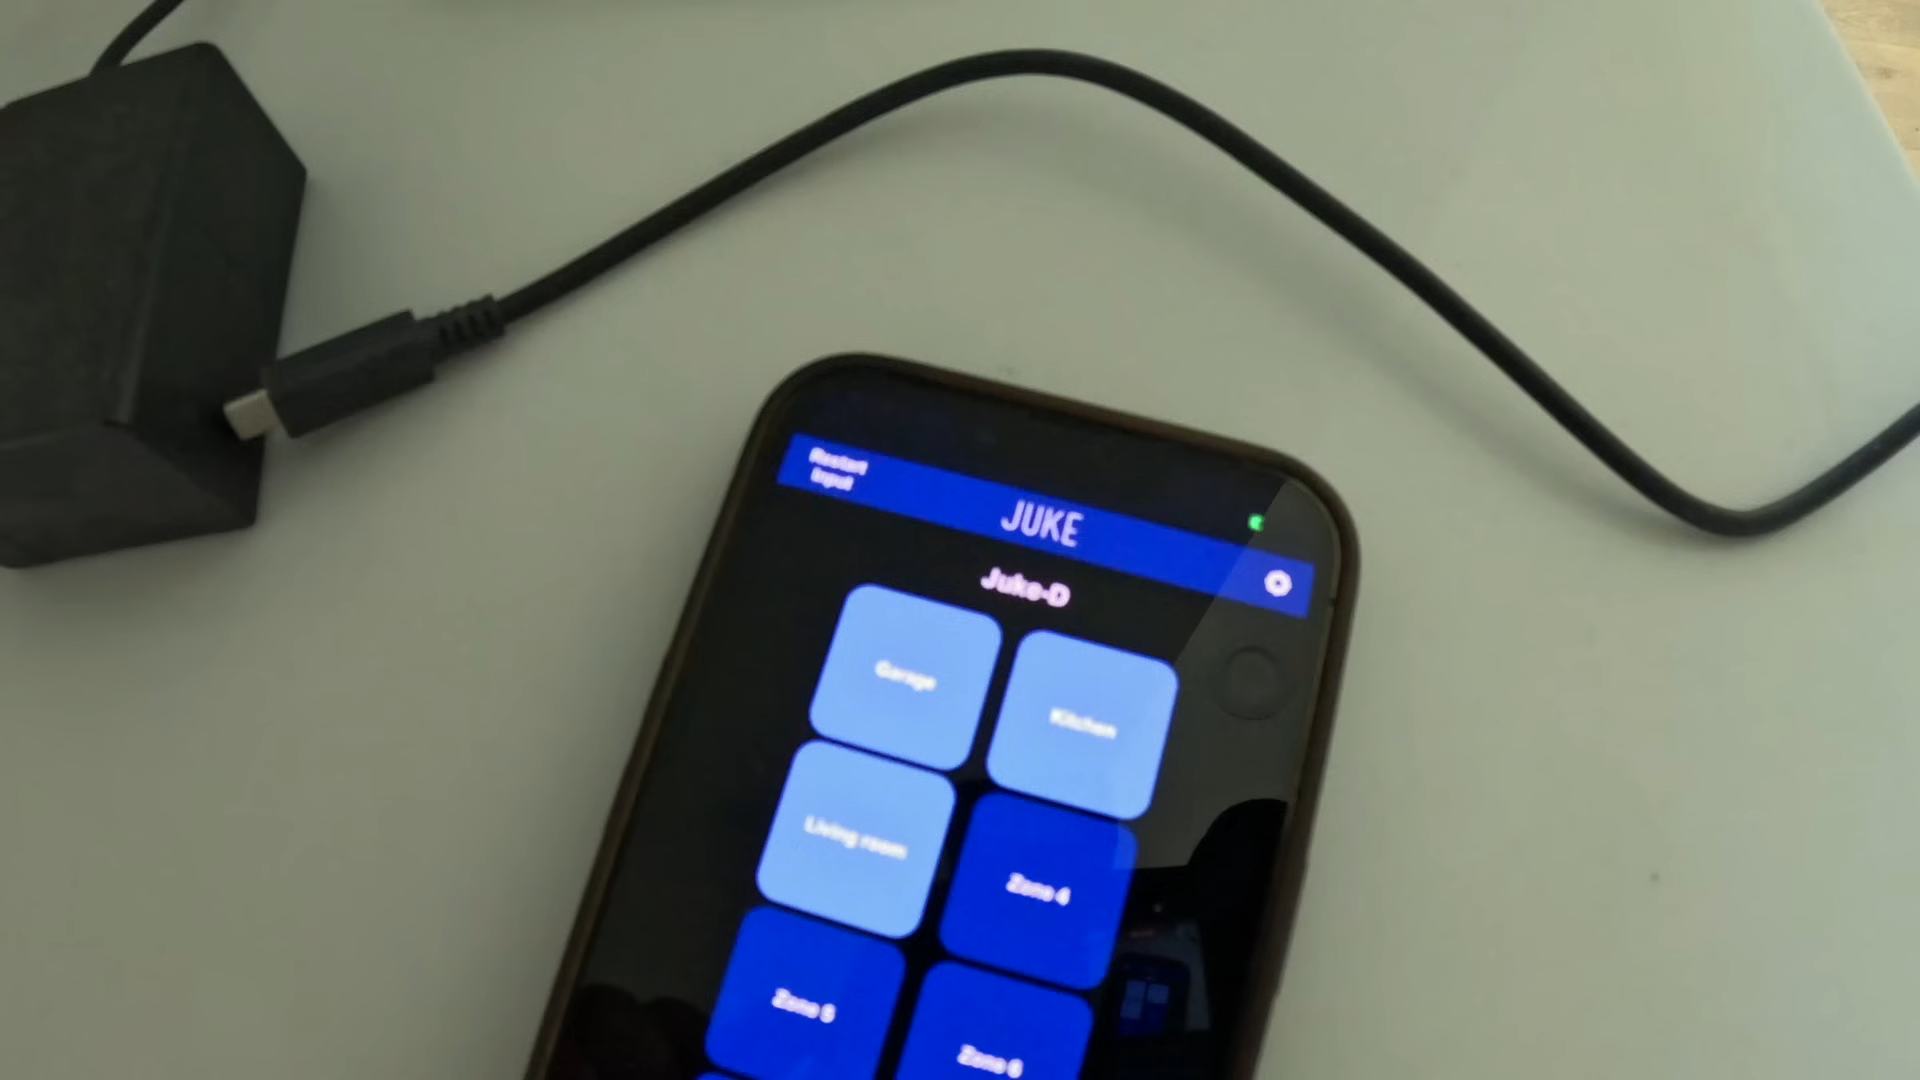 Restart
Input
JUKE
Juke-D
Garage
Kitchen
Living room
Zone 4
Zone 5
Zone 6